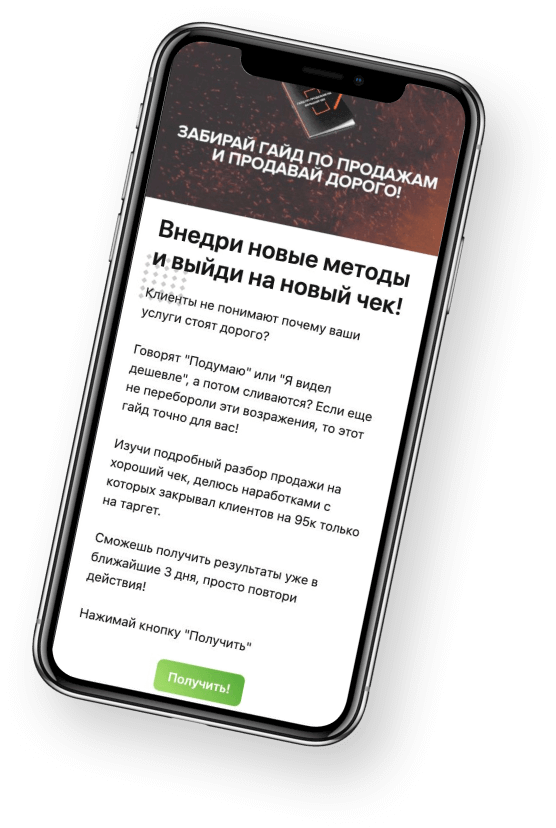 ЗАБИРАЙ ГАЙД ПО ПРОДАЖАМ
И ПРОДАВАЙ ДОРОГО!
Внедри новые методы
и выйди на новый чек!
Клиенты не понимают почему ваши
услуги стоят дорого?
Говорят "Подумаю" или "Я видел
дешевле", а потом сливаются? Если еще
не перебороли эти возражения, то этот
гайд точно для вас!
Изучи подробный разбор продажи на
хороший чек, делюсь наработками с
которых закрывал клиентов на 95к только
на таргет.
Сможешь получить результаты уже в
ближайшие 3 дня, просто повтори
действия!
Нажимай кнопку "Получить"
Получить!